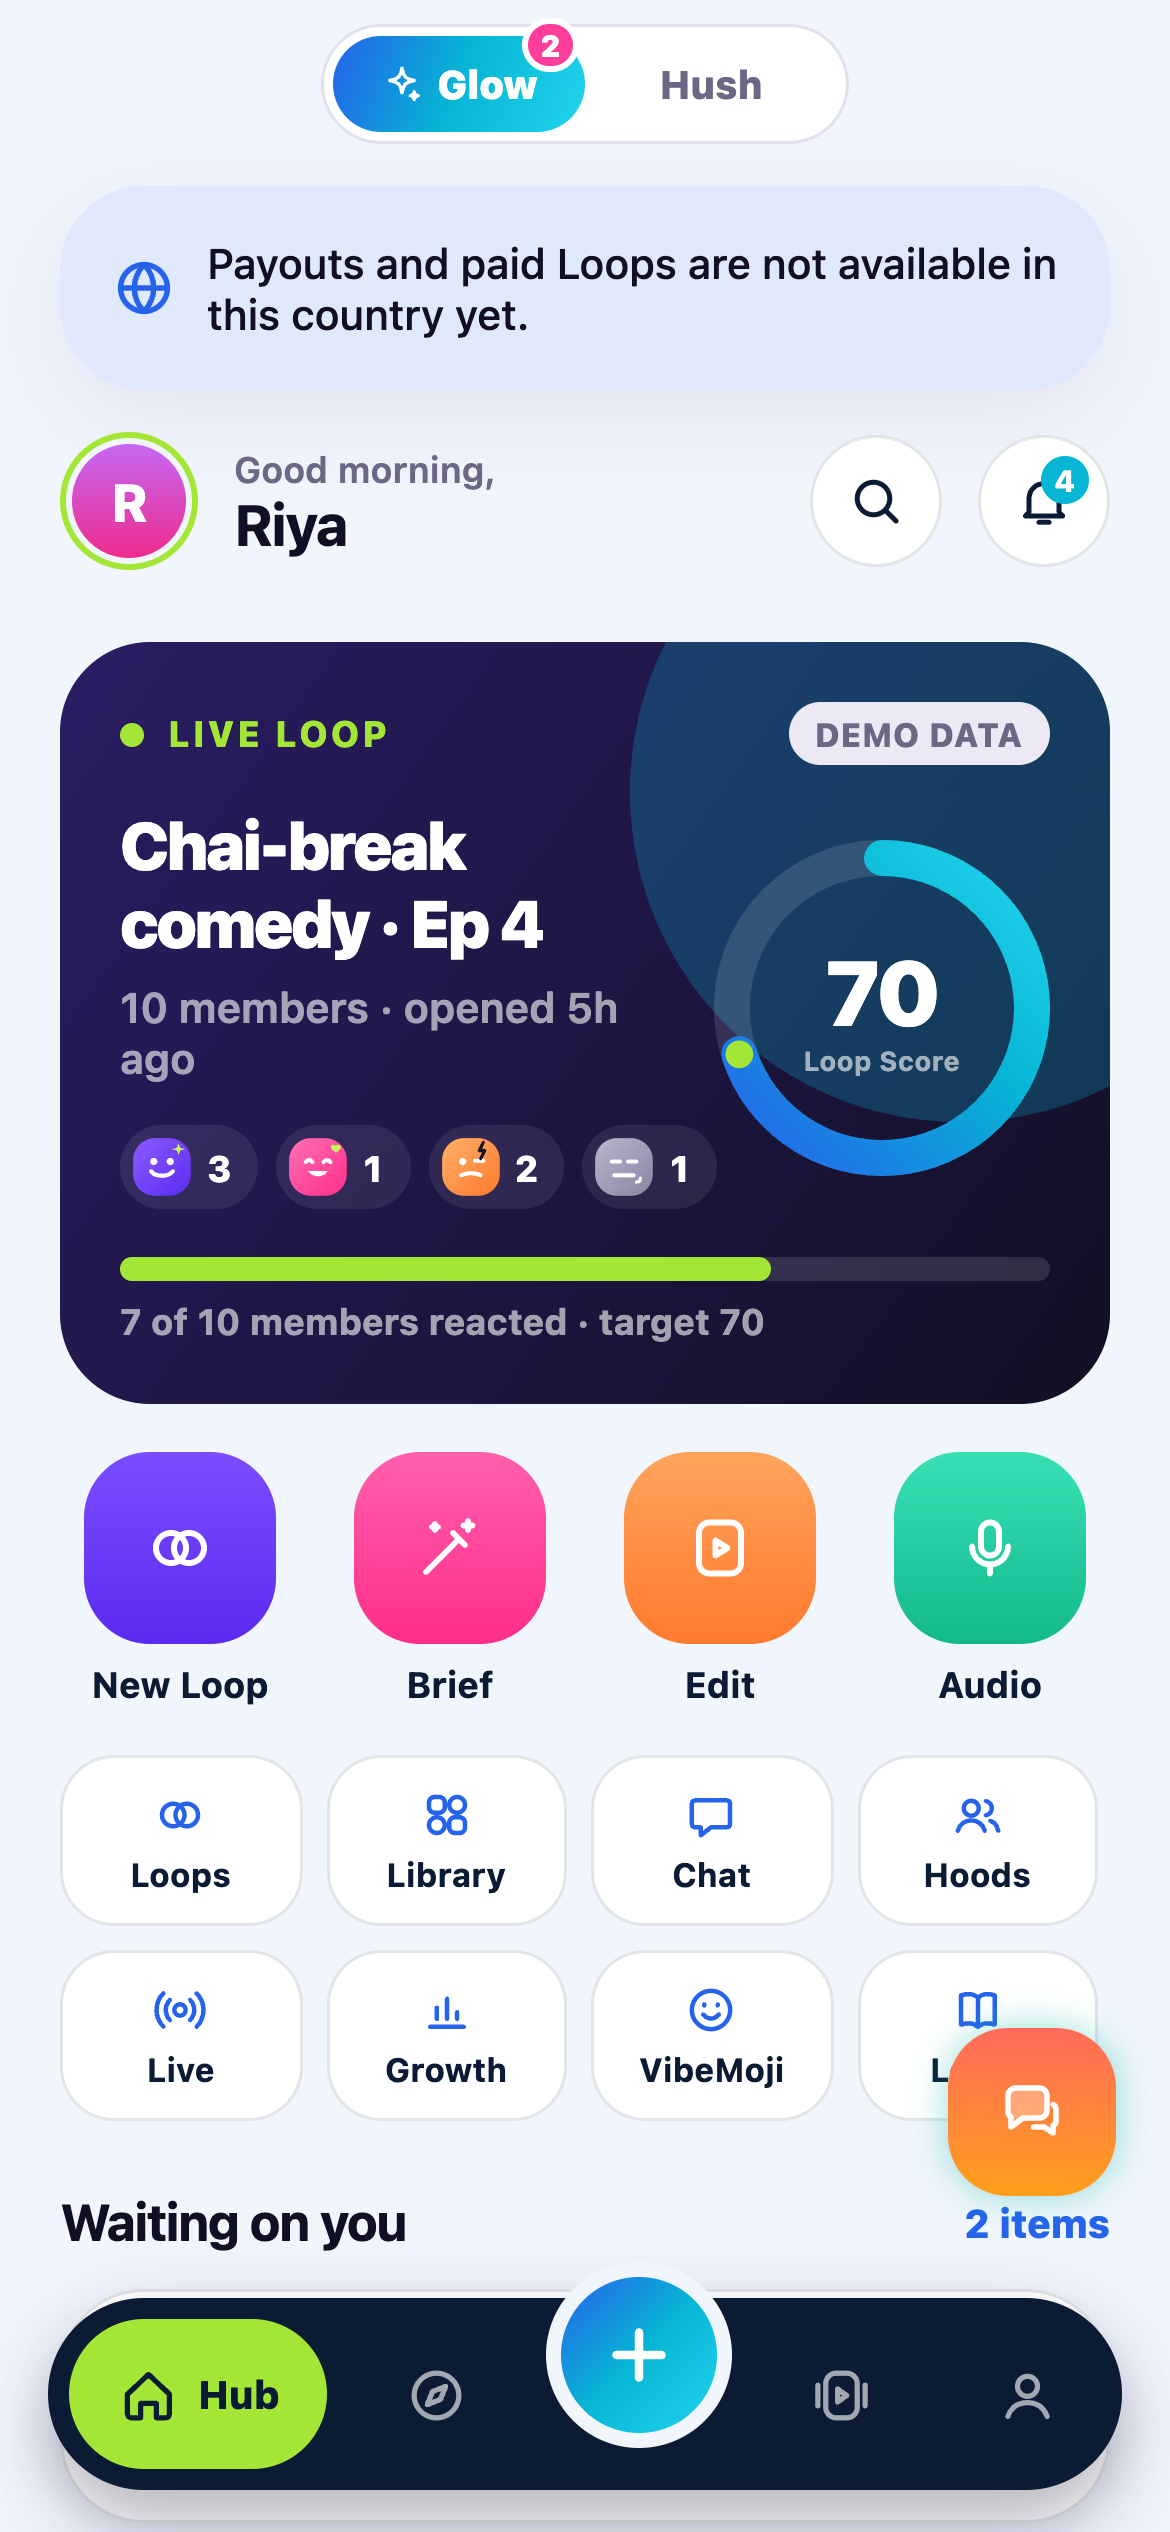 Glow
2
Hush
Payouts and paid Loops are not available in
this country yet.
R
Good morning,
Riya
4
LIVE LOOP
DEMO DATA
Chai-break
comedy · Ep 4
10 members · opened 5h
ago
70
Loop Score
3
1
2
1
7 of 10 members reacted · target 70
New Loop
Brief
Edit
Audio
Loops
Library
Chat
Hoods
Live
Growth
VibeMoji
Waiting on you
2 items
Hub